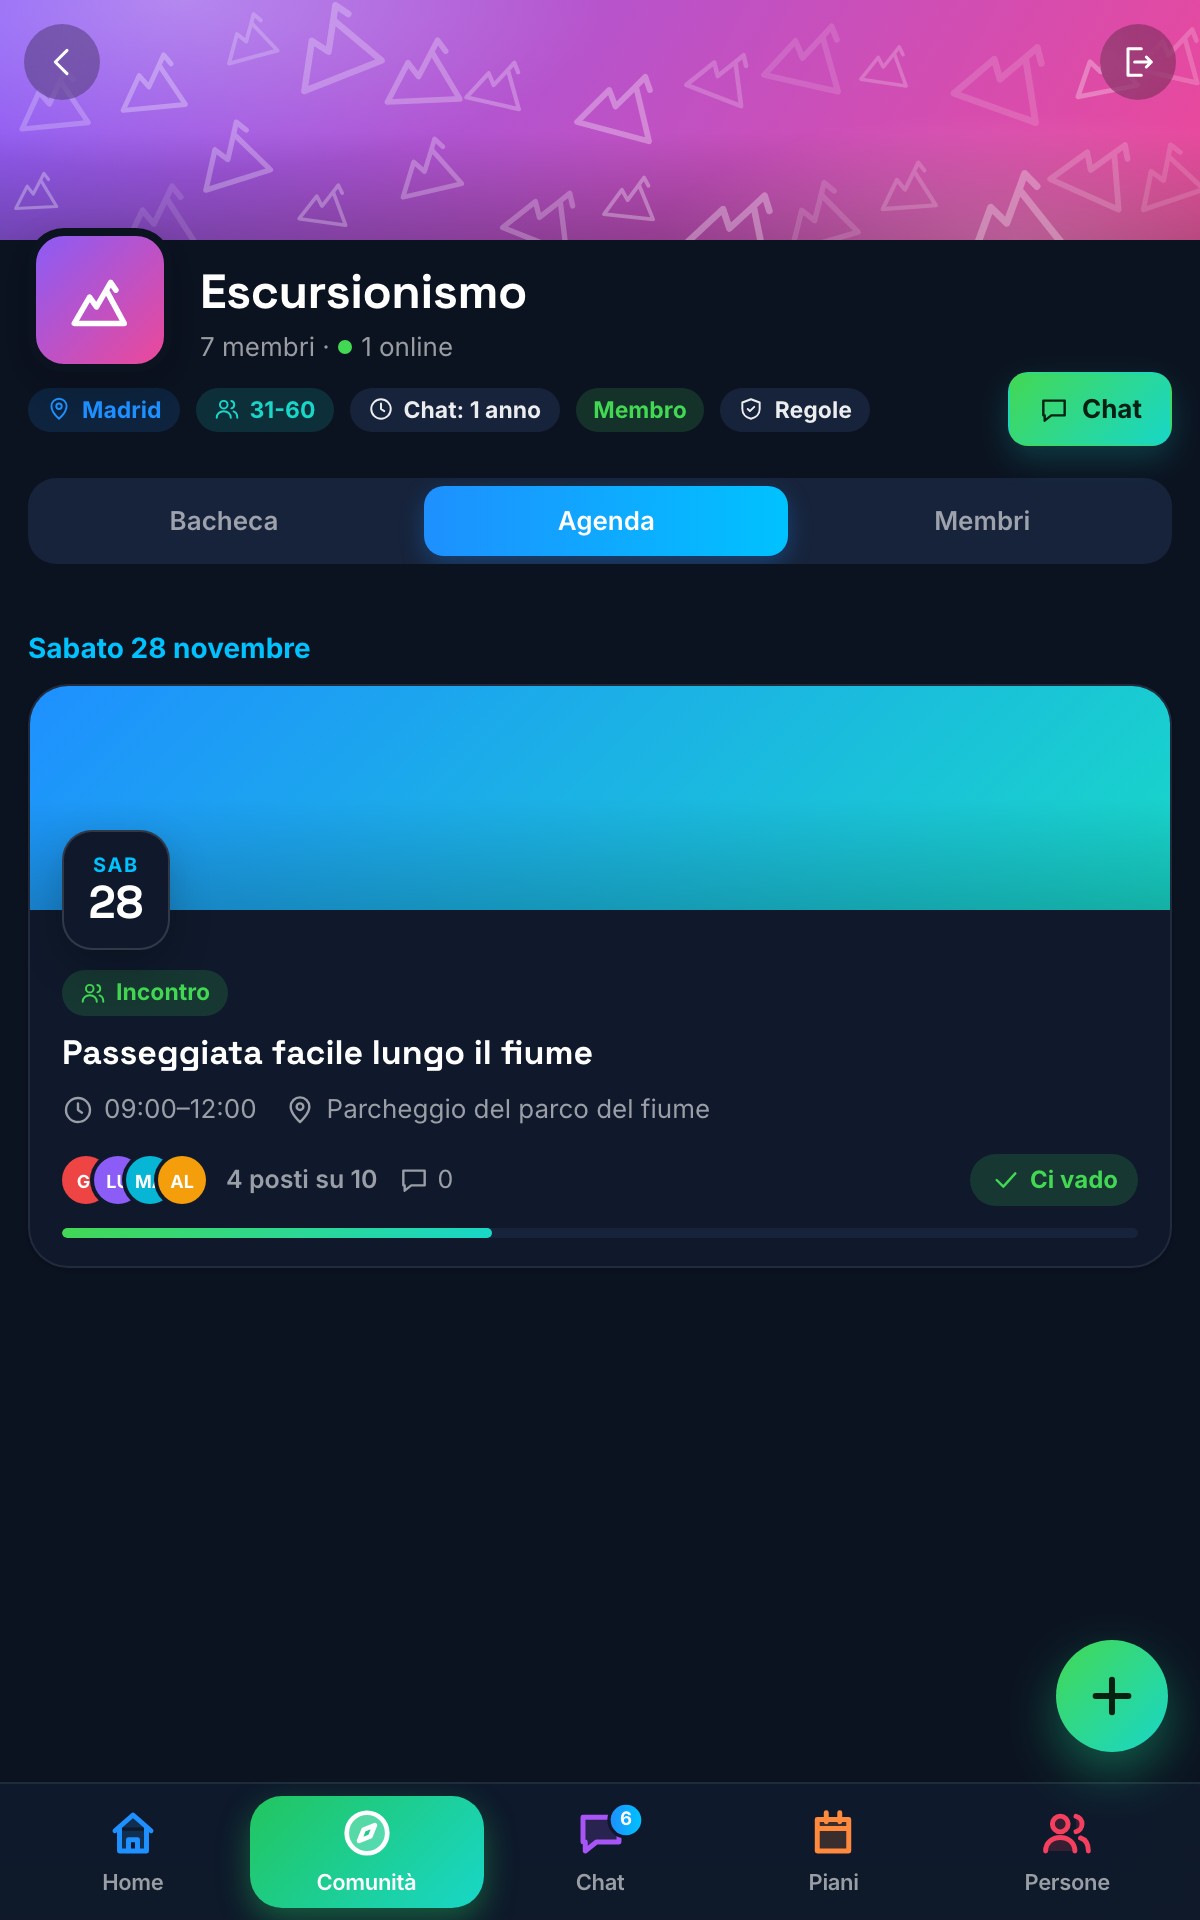 Escursionismo
7 membri · 1 online
Madrid
31-60
Chat: 1 anno
Membro
Regole
Chat
Bacheca
Agenda
Membri
Sabato 28 novembre
SAB
28
Incontro
Passeggiata facile lungo il fiume
09:00–12:00
Parcheggio del parco del fiume
AL
4 posti su 10
0
Ci vado
6
Home
Comunità
Chat
Piani
Persone